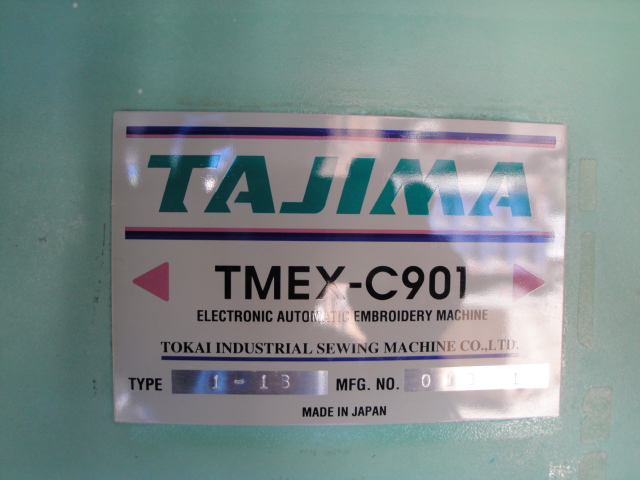 TAJIMA
TMEX-C901
ELECTRONIC AUTOMATIC EMBROIDERY MACHINE
TOKAI INDUSTRIAL SEWING MACHINE CO.,LTD.
TYPE 1-13 MFG. NO.
MADE IN JAPAN